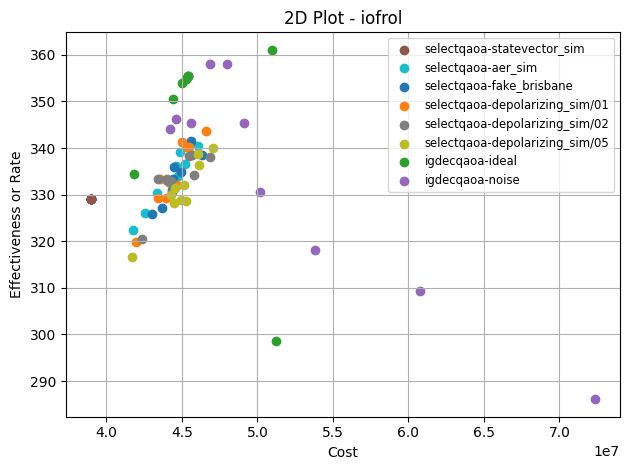 2D Plot - iofrol
360
350
340
330
320
310
300
290
Effectiveness or Rate
selectqaoa-statevector_sim
selectqaoa-aer_sim
selectqaoa-fake_brisbane
selectqaoa-depolarizing_sim/01
selectqaoa-depolarizing_sim/02
selectqaoa-depolarizing_sim/05
igdecqaoa-ideal
igdecqaoa-noise
4.0 4.5 5.0 5.5 6.0 6.5 7.0
1e7
Cost